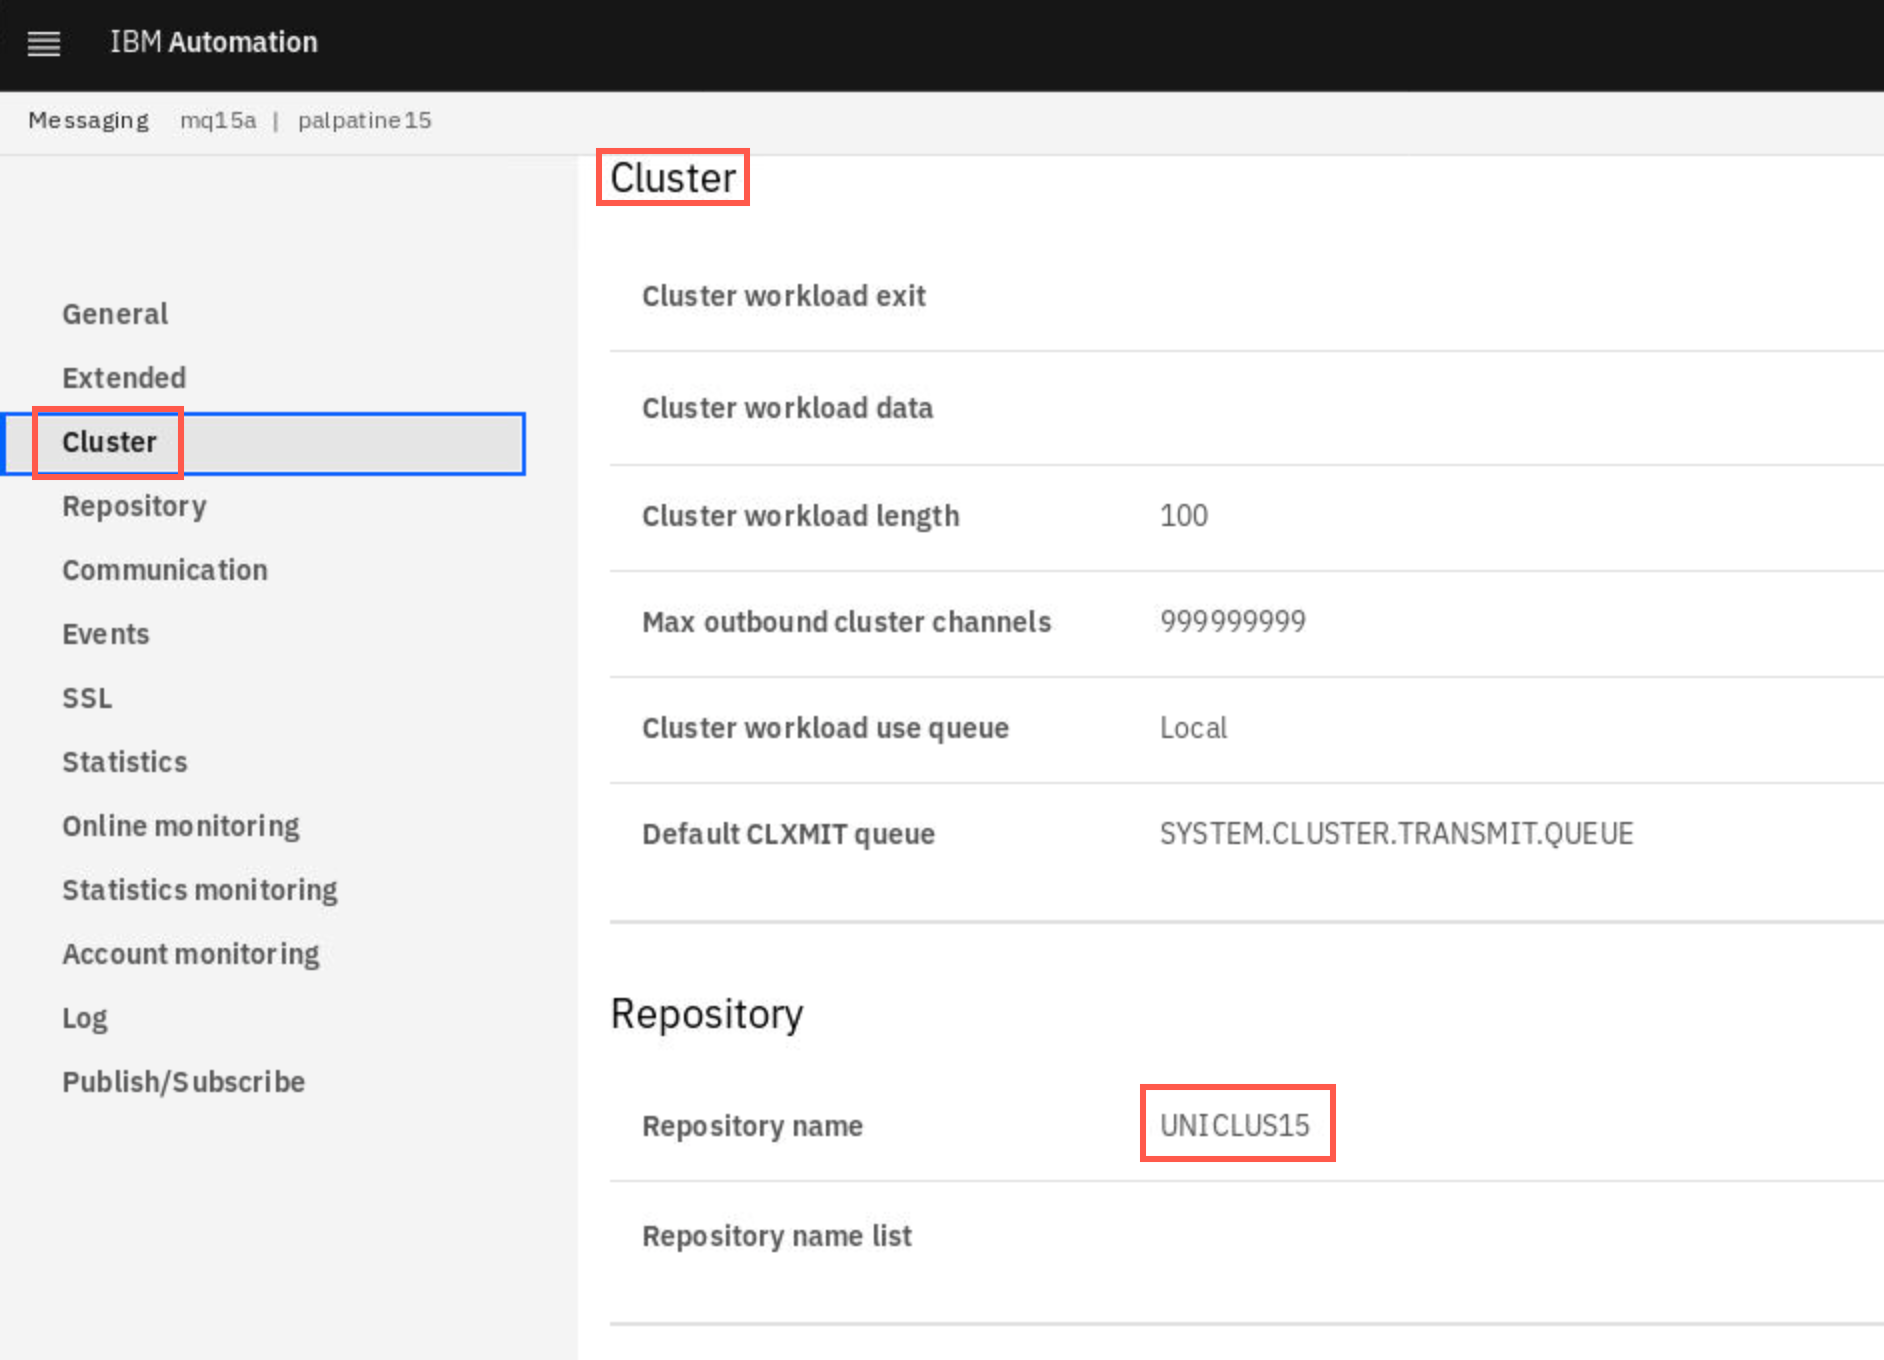 IBM Automation
Messaging mq15a | palpatine15
General
Extended
Cluster
Repository
Communication
Events
SSL
Statistics
Online monitoring
Statistics monitoring
Account monitoring
Log
Publish/Subscribe
Cluster
Cluster workload exit
Cluster workload data
Cluster workload length 100
Max outbound cluster channels 999999999
Cluster workload use queue Local
Default CLXMIT queue SYSTEM.CLUSTER.TRANSMIT.QUEUE
Repository
Repository name UNICLUS15
Repository name list